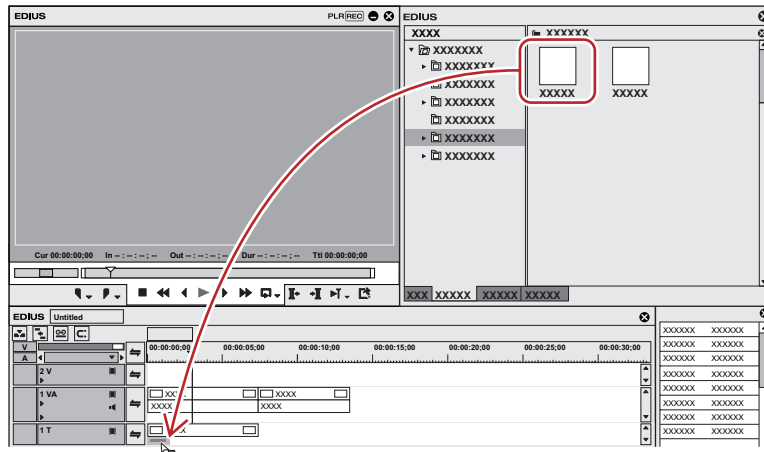 EDIUS PLR REC
Cur 00:00:00;00 In -- : -- : -- ; -- Out -- : -- : -- ; -- Dur -- : -- : -- ; -- Ttl 00:00:00;00
EDIUS
XXXX
XXXXXXX
XXXXXXX
XXXXXXX
XXXXXXX
XXXXXXX
XXXXXXX
XXXXXXX
XXXXXX
XXXXX XXXXX
XXX XXXXX XXXXX XXXXX
EDIUS Untitled
00:00:00;00 00:00:05;00 00:00:10;00 00:00:15;00 00:00:20;00 00:00:25;00 00:00:30;00
V
A
2 V
1 VA
XXXX XXXX
XXXX XXXX
1 T
XXXXXX XXXXXX
XXXXXX XXXXXX
XXXXXX XXXXXX
XXXXXX XXXXXX
XXXXXX XXXXXX
XXXXXX XXXXXX
XXXXXX XXXXXX
XXXXXX XXXXXX